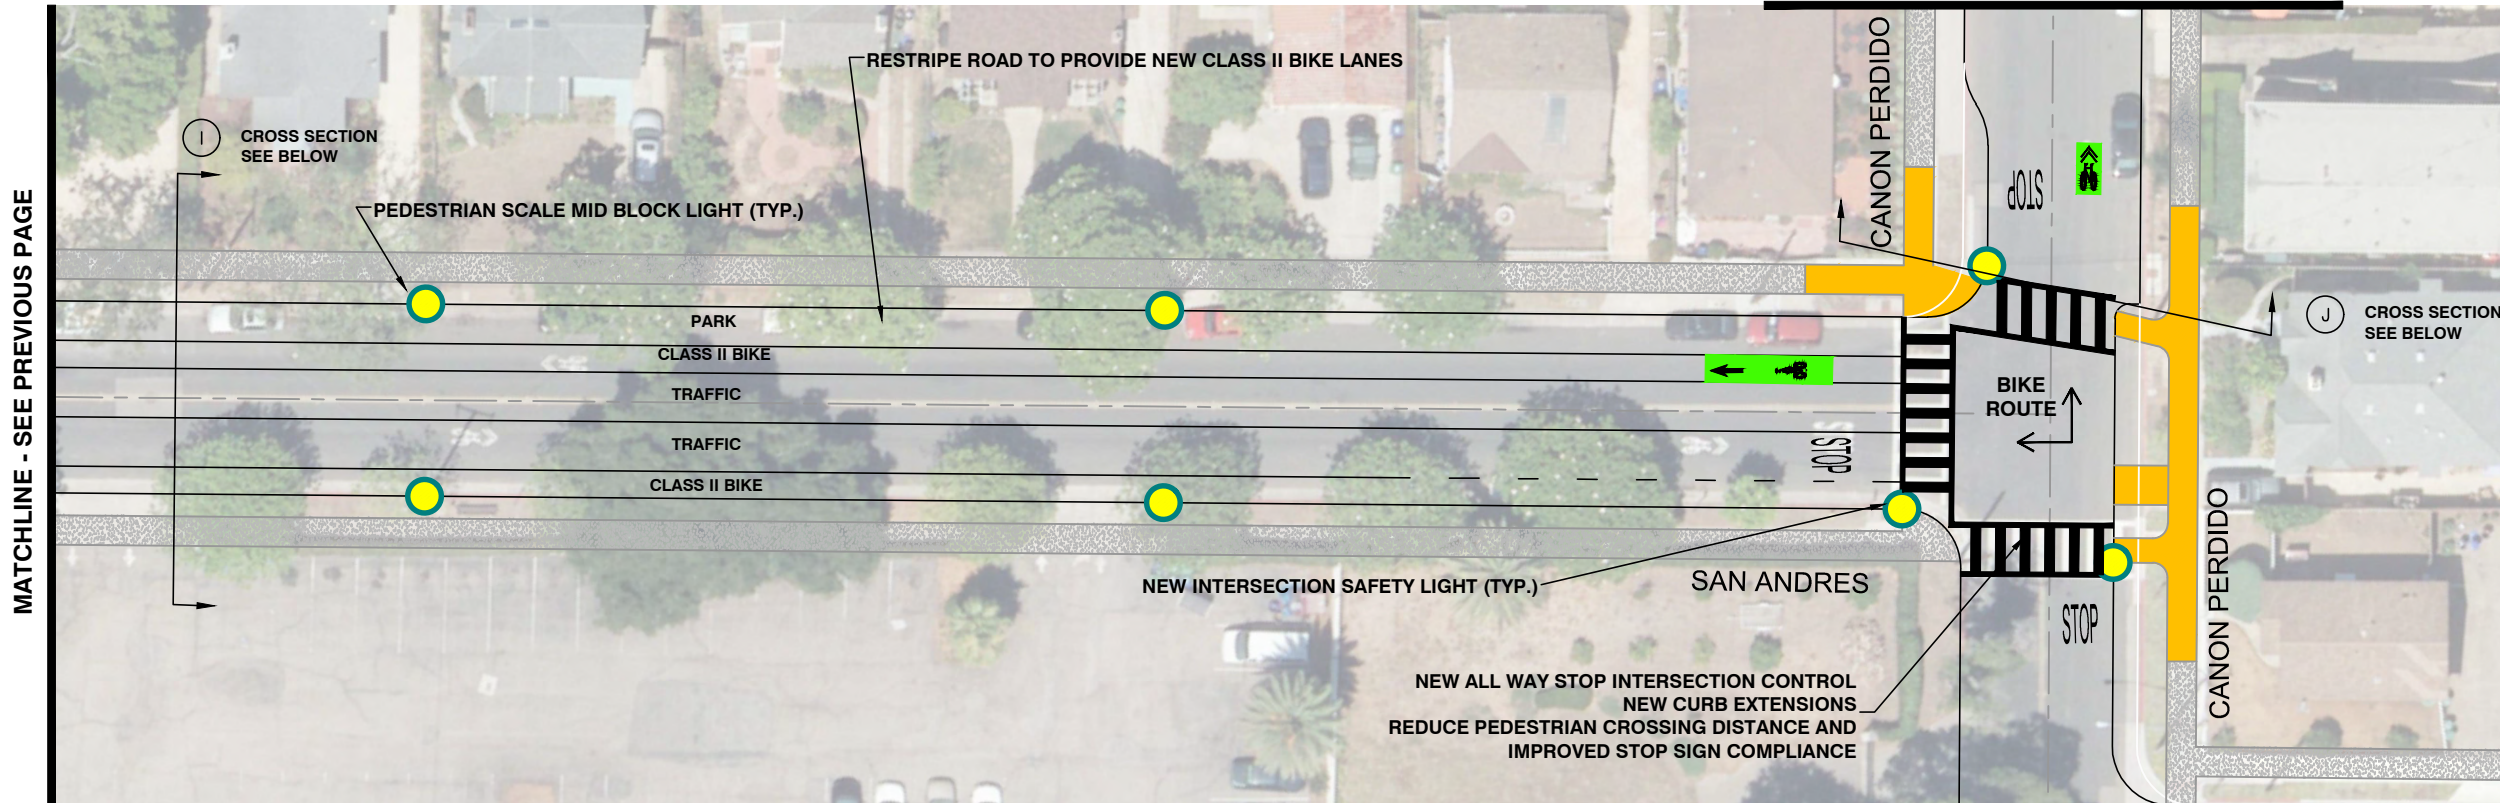 MATCHLINE - SEE PREVIOUS PAGE
RESTRIPE ROAD TO PROVIDE NEW CLASS II BIKE LANES
CANON PERDIDO
I
CROSS SECTION
SEE BELOW
PEDESTRIAN SCALE MID BLOCK LIGHT (TYP.)
STOP
J
CROSS SECTION
SEE BELOW
PARK
CLASS II BIKE
TRAFFIC
TRAFFIC
CLASS II BIKE
STOP
BIKE
ROUTE
NEW INTERSECTION SAFETY LIGHT (TYP.)
SAN ANDRES
STOP
CANON PERDIDO
NEW ALL WAY STOP INTERSECTION CONTROL
NEW CURB EXTENSIONS
REDUCE PEDESTRIAN CROSSING DISTANCE AND
IMPROVED STOP SIGN COMPLIANCE